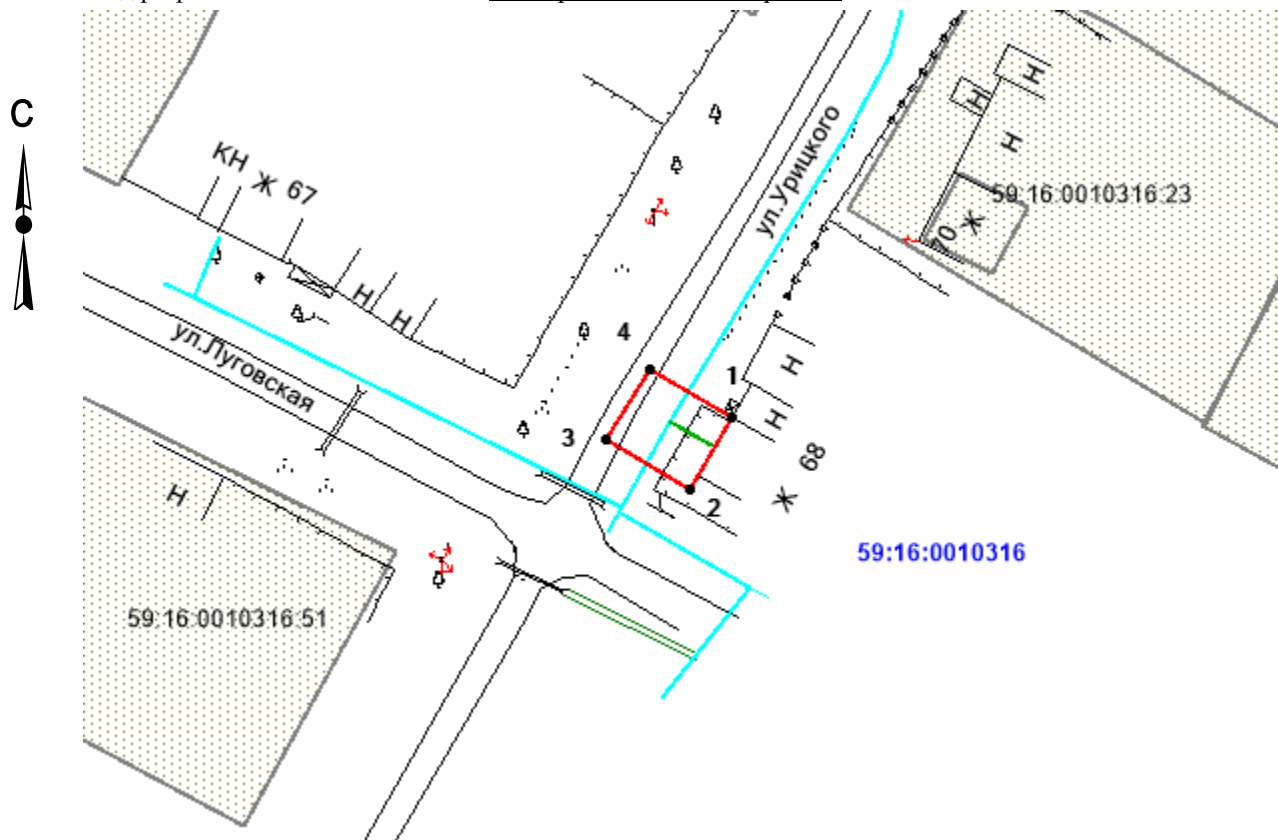 С
КН Ж 67
ул.Урицкого
Н
Н
Н
59:16:0010316:23
70 Ж
Н
Н
ул.Луговская
4
1
Н
Н
3
Ж 68
2
Н
59:16:0010316
59:16:0010316:51